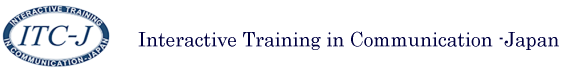 INTERACTIVE TRAINING
ITC-J
IN COMMUNICATION-JAPAN
Interactive Training in Communication -Japan